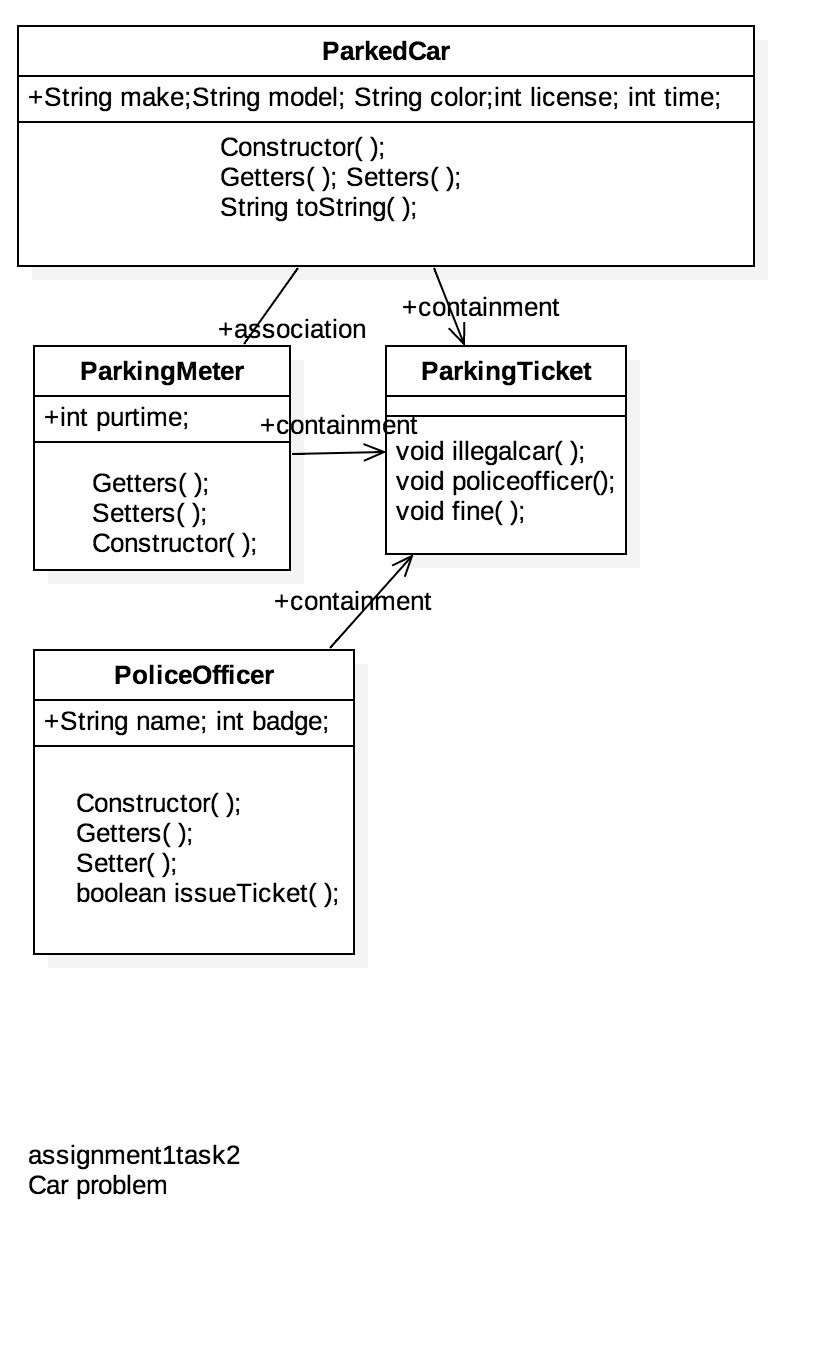 ParkedCar
+String make;String model; String color;int license; int time;
Constructor( );
Getters( ); Setters( );
String toString( );
+containment
+association
ParkingMeter
+int purtime;
Getters( );
Setters( );
Constructor( );
+containment
ParkingTicket
void illegalcar( );
void policeofficer();
void fine( );
+containment
PoliceOfficer
+String name; int badge;
Constructor( );
Getters( );
Setter( );
boolean issueTicket( );
assignment1task2
Car problem